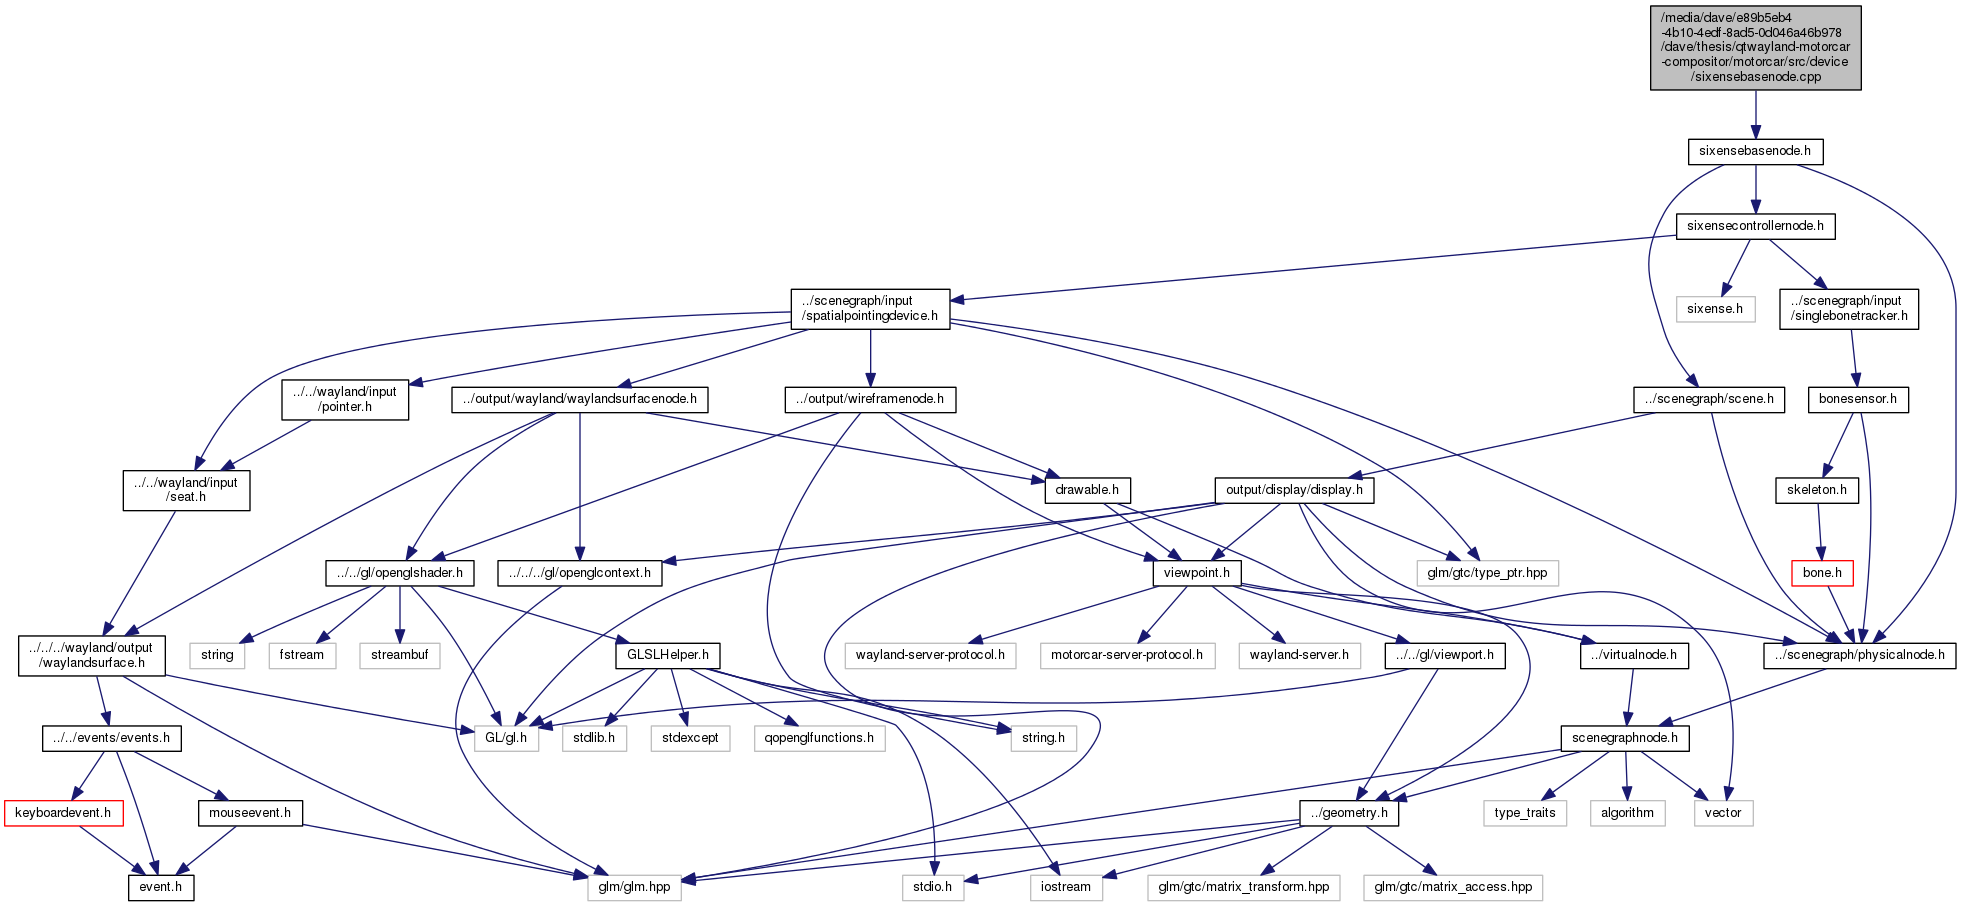 /media/dave/e89b5eb4
-4b10-4edf-8ad5-0d046a46b978
/dave/thesis/qtwayland-motorcar
-compositor/motorcar/src/device
/sixensebasenode.cpp
sixensebasenode.h
sixensecontrollernode.h
../scenegraph/input
/spatialpointingdevice.h
sixense.h
../scenegraph/input
/singlebonetracker.h
../../wayland/input
/pointer.h
../output/wayland/waylandsurfacenode.h
../output/wireframenode.h
../scenegraph/scene.h
bonesensor.h
../../wayland/input
/seat.h
drawable.h
output/display/display.h
skeleton.h
../../gl/openglshader.h
../../../gl/openglcontext.h
viewpoint.h
glm/gtc/type_ptr.hpp
bone.h
../../../wayland/output
/waylandsurface.h
string
fstream
streambuf
GLSLHelper.h
wayland-server-protocol.h
motorcar-server-protocol.h
wayland-server.h
../../gl/viewport.h
../virtualnode.h
../scenegraph/physicalnode.h
../../events/events.h
GL/gl.h
stdlib.h
stdexcept
qopenglfunctions.h
string.h
scenegraphnode.h
keyboardevent.h
mouseevent.h
../geometry.h
type_traits
algorithm
vector
event.h
glm/glm.hpp
stdio.h
iostream
glm/gtc/matrix_transform.hpp
glm/gtc/matrix_access.hpp